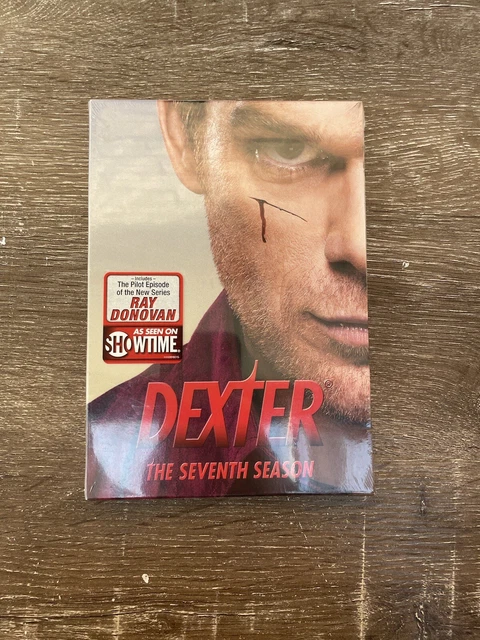 - Includes -
The Pilot Episode
of the New Series
RAY
DONOVAN
AS SEEN ON
SHOWTIME.
DEXTER®
THE SEVENTH SEASON